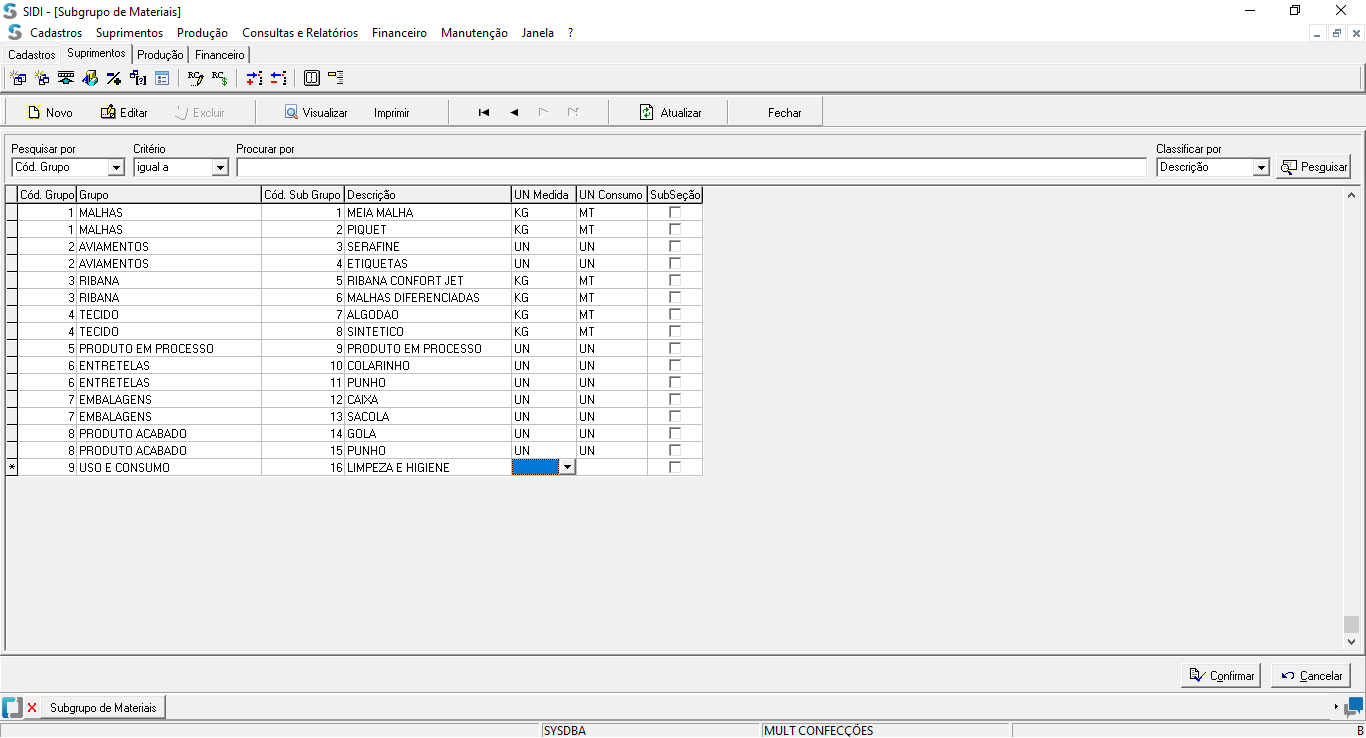 SIDI - [Subgrupo de Materiais]
Cadastros Suprimentos Produção Consultas e Relatórios Financeiro Manutenção Janela ?
Cadastros Suprimentos Produção Financeiro
Novo Editar Excluir Visualizar Imprimir Atualizar Fechar
Pesquisar por Critério Procurar por Classificar por
Cód. Grupo igual a Descrição Pesquisar
Cód. Grupo Grupo Cód. Sub Grupo Descrição UN Medida UN Consumo SubSeção
1 MALHAS 1 MEIA MALHA KG MT
1 MALHAS 2 PIQUET KG MT
2 AVIAMENTOS 3 SERAFINE UN UN
2 AVIAMENTOS 4 ETIQUETAS UN UN
3 RIBANA 5 RIBANA CONFORT JET KG MT
3 RIBANA 6 MALHAS DIFERENCIADAS KG MT
4 TECIDO 7 ALGODAO KG MT
4 TECIDO 8 SINTETICO KG MT
5 PRODUTO EM PROCESSO 9 PRODUTO EM PROCESSO UN UN
6 ENTRETELAS 10 COLARINHO UN UN
6 ENTRETELAS 11 PUNHO UN UN
7 EMBALAGENS 12 CAIXA UN UN
7 EMBALAGENS 13 SACOLA UN UN
8 PRODUTO ACABADO 14 GOLA UN UN
8 PRODUTO ACABADO 15 PUNHO UN UN
* 9 USO E CONSUMO 16 LIMPEZA E HIGIENE
Confirmar Cancelar
Subgrupo de Materiais
SYSDBA MULT CONFECÇÕES B